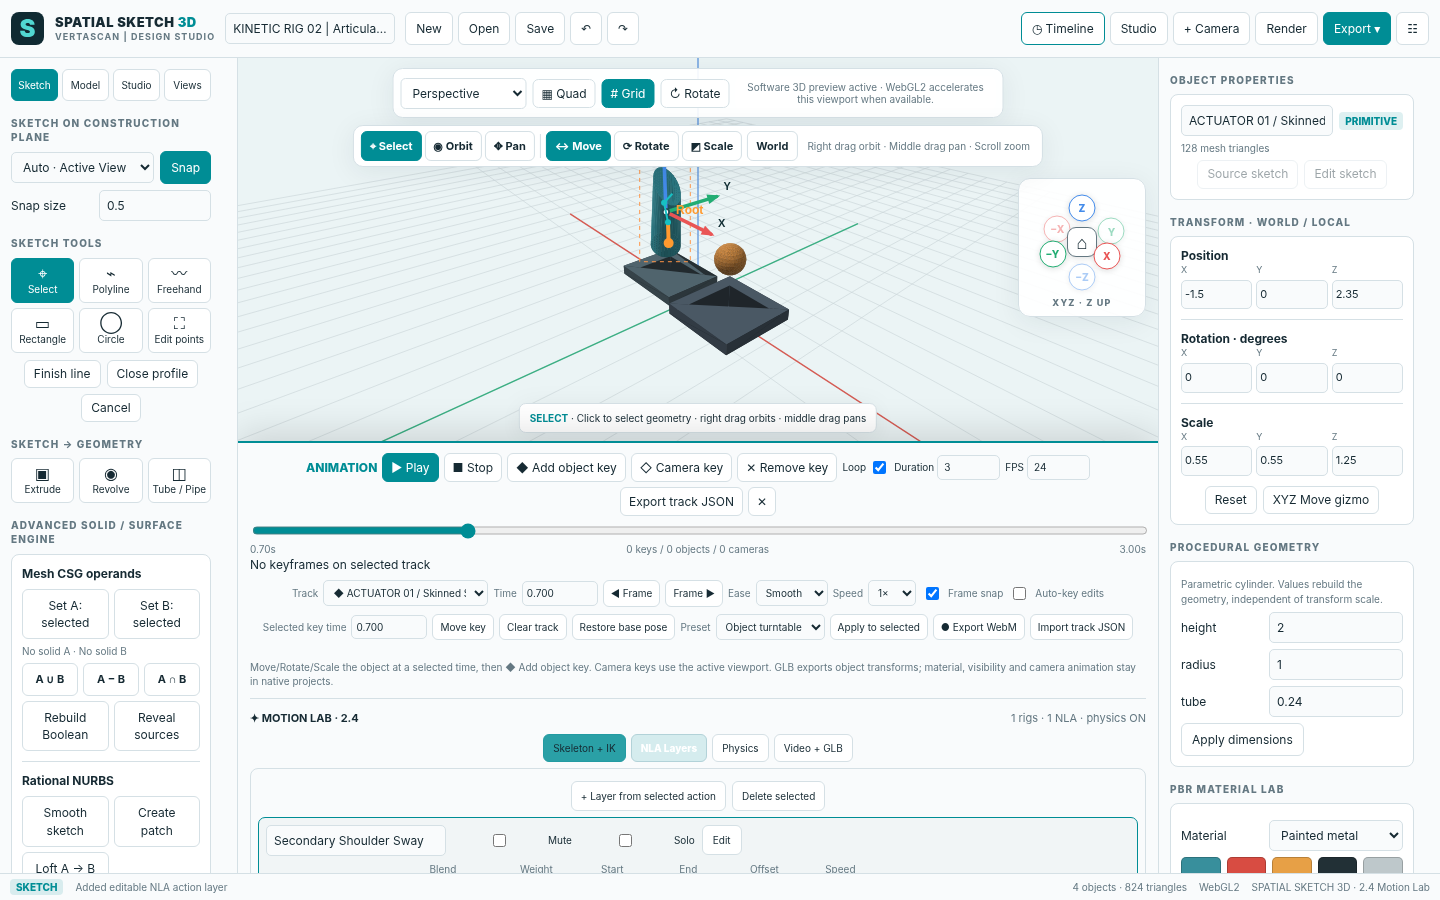 S
SPATIAL SKETCH 3D
VERTASCAN | DESIGN STUDIO
KINETIC RIG 02 | Articula...
New
Open
Save
↶
↷
◷ Timeline
Studio
+ Camera
Render
Export ▾
☷
Sketch
Model
Studio
Views
SKETCH ON CONSTRUCTION
PLANE
Auto · Active View
Snap
Snap size
0.5
SKETCH TOOLS
Select
Polyline
Freehand
Rectangle
Circle
Edit points
Finish line
Close profile
Cancel
SKETCH → GEOMETRY
Extrude
Revolve
Tube / Pipe
ADVANCED SOLID / SURFACE
ENGINE
Mesh CSG operands
Set A:
selected
Set B:
selected
No solid A · No solid B
A ∪ B
A − B
A ∩ B
Rebuild
Boolean
Reveal
sources
Rational NURBS
Smooth
sketch
Create
patch
Loft A → B
Perspective
▦ Quad
# Grid
↻ Rotate
Software 3D preview active · WebGL2 accelerates
this viewport when available.
⌖ Select
◉ Orbit
✥ Pan
↔ Move
⟳ Rotate
◩ Scale
World
Right drag orbit · Middle drag pan · Scroll zoom
Y
Root
X
Z
−X
Y
−Y
⌂
X
−Z
XYZ · Z UP
SELECT · Click to select geometry · right drag orbits · middle drag pans
ANIMATION
▶ Play
■ Stop
◆ Add object key
◇ Camera key
✕ Remove key
Loop
Duration
3
FPS
24
Export track JSON
✕
0.70s
0 keys / 0 objects / 0 cameras
3.00s
No keyframes on selected track
Track
◆ ACTUATOR 01 / Skinned S
Time
0.700
◀ Frame
Frame ▶
Ease
Smooth
Speed
1×
Frame snap
Auto-key edits
Selected key time
0.700
Move key
Clear track
Restore base pose
Preset
Object turntable
Apply to selected
● Export WebM
Import track JSON
Move/Rotate/Scale the object at a selected time, then ◆ Add object key. Camera keys use the active viewport. GLB exports object transforms; material, visibility and camera animation stay
in native projects.
✦ MOTION LAB · 2.4
1 rigs · 1 NLA · physics ON
Skeleton + IK
NLA Layers
Physics
Video + GLB
+ Layer from selected action
Delete selected
Secondary Shoulder Sway
Mute
Solo
Edit
Blend
Weight
Start
End
Offset
Speed
OBJECT PROPERTIES
ACTUATOR 01 / Skinned
PRIMITIVE
128 mesh triangles
Source sketch
Edit sketch
TRANSFORM · WORLD / LOCAL
Position
X
Y
Z
-1.5
0
2.35
Rotation · degrees
X
Y
Z
0
0
0
Scale
X
Y
Z
0.55
0.55
1.25
Reset
XYZ Move gizmo
PROCEDURAL GEOMETRY
Parametric cylinder. Values rebuild the
geometry, independent of transform scale.
height
2
radius
1
tube
0.24
Apply dimensions
PBR MATERIAL LAB
Material
Painted metal
SKETCH
Added editable NLA action layer
4 objects · 824 triangles
WebGL2
SPATIAL SKETCH 3D · 2.4 Motion Lab